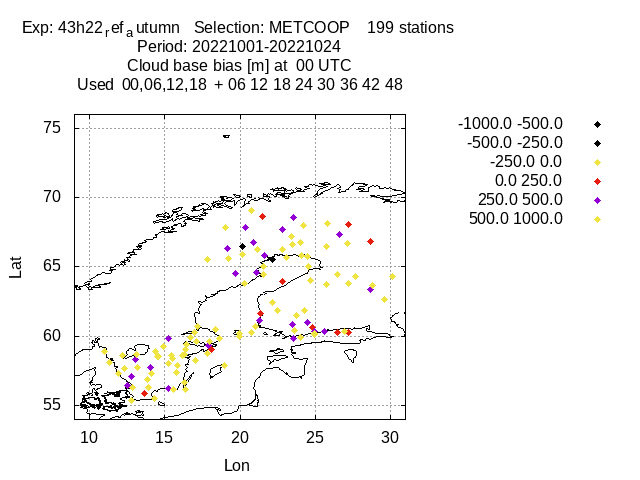 Exp: 43h22_ref_autumn   Selection: METCOOP    199 stations
Period: 20221001-20221024
Cloud base bias [m] at  00 UTC
Used  00,06,12,18  + 06 12 18 24 30  36 42  48
-1000.0 -500.0
-500.0 -250.0
-250.0 0.0
0.0 250.0
250.0 500.0
500.0 1000.0
75
70
65
60
55
Lat
10 15 20 25 30
Lon